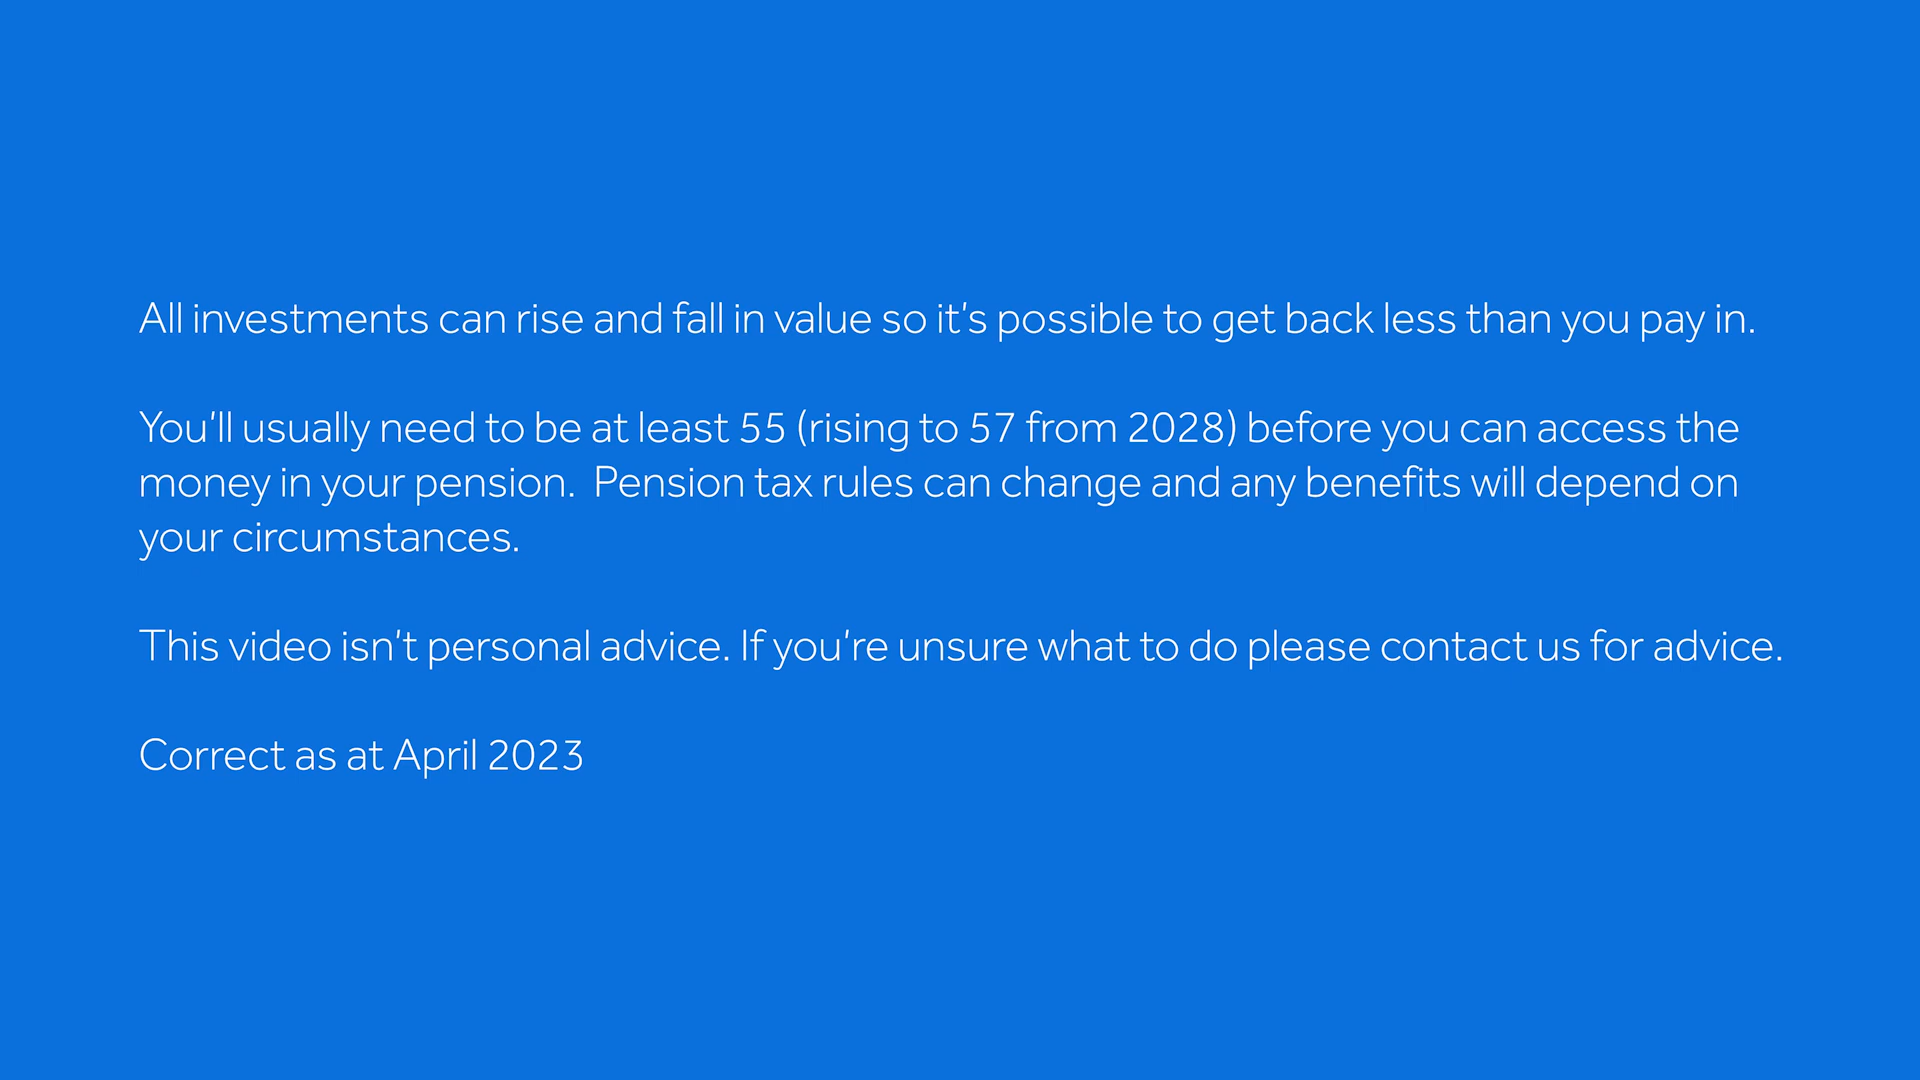 All investments can rise and fall in value so it's possible to get back less than you pay in.
You'll usually need to be at least 55 (rising to 57 from 2028) before you can access the
money in your pension.  Pension tax rules can change and any benefits will depend on
your circumstances.
This video isn't personal advice. If you're unsure what to do please contact us for advice.
Correct as at April 2023